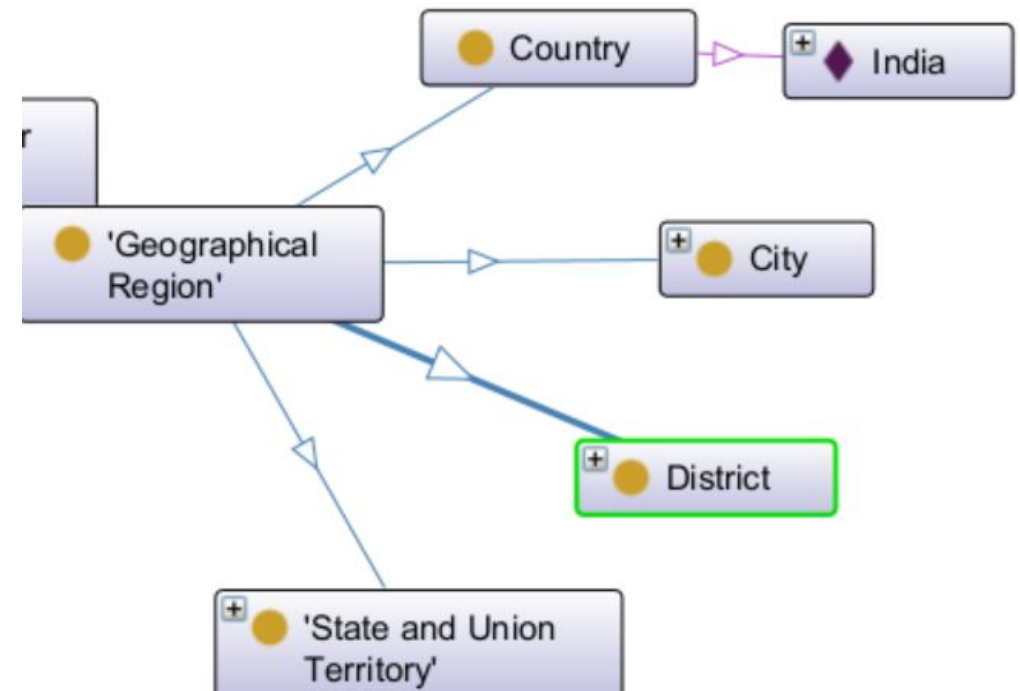 Country
India
r
'Geographical
Region'
City
District
'State and Union
Territory'